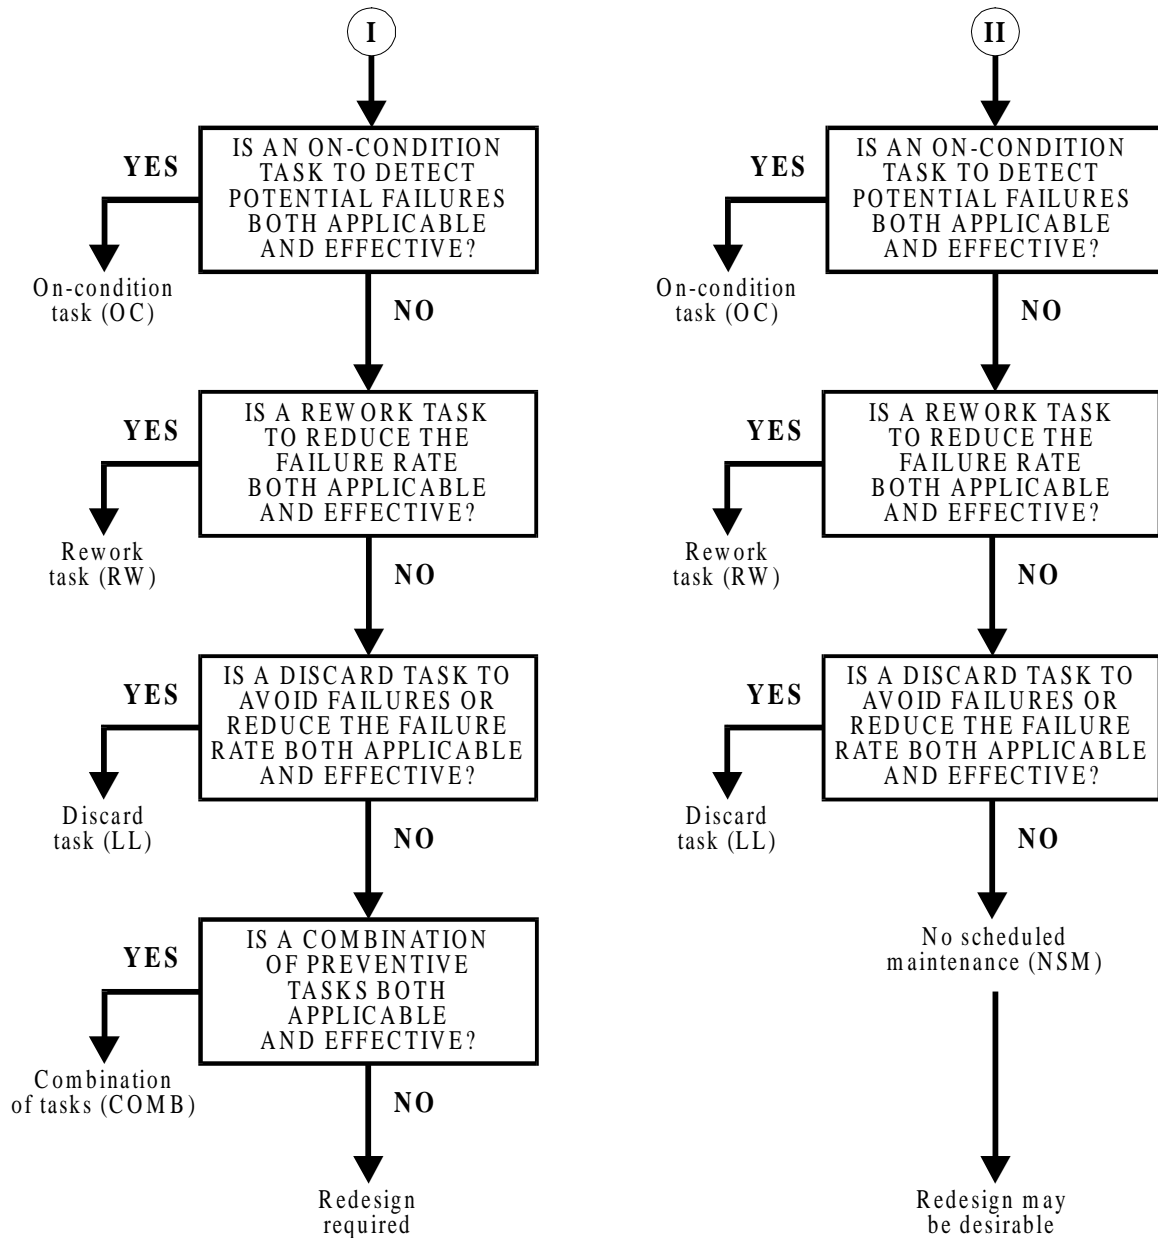 I
IS AN ON-CONDITION
TASK TO DETECT
POTENTIAL FAILURES
BOTH APPLICABLE
AND EFFECTIVE?
YES
On-condition
task (OC)
NO
IS A REWORK TASK
TO REDUCE THE
FAILURE RATE
BOTH APPLICABLE
AND EFFECTIVE?
YES
Rework
task (RW)
NO
IS A DISCARD TASK TO
AVOID FAILURES OR
REDUCE THE FAILURE
RATE BOTH APPLICABLE
AND EFFECTIVE?
YES
Discard
task (LL)
NO
IS A COMBINATION
OF PREVENTIVE
TASKS BOTH
APPLICABLE
AND EFFECTIVE?
YES
Combination
of tasks (COMB)
NO
Redesign
required
II
IS AN ON-CONDITION
TASK TO DETECT
POTENTIAL FAILURES
BOTH APPLICABLE
AND EFFECTIVE?
YES
On-condition
task (OC)
NO
IS A REWORK TASK
TO REDUCE THE
FAILURE RATE
BOTH APPLICABLE
AND EFFECTIVE?
YES
Rework
task (RW)
NO
IS A DISCARD TASK TO
AVOID FAILURES OR
REDUCE THE FAILURE
RATE BOTH APPLICABLE
AND EFFECTIVE?
YES
Discard
task (LL)
NO
No scheduled
maintenance (NSM)
Redesign may
be desirable